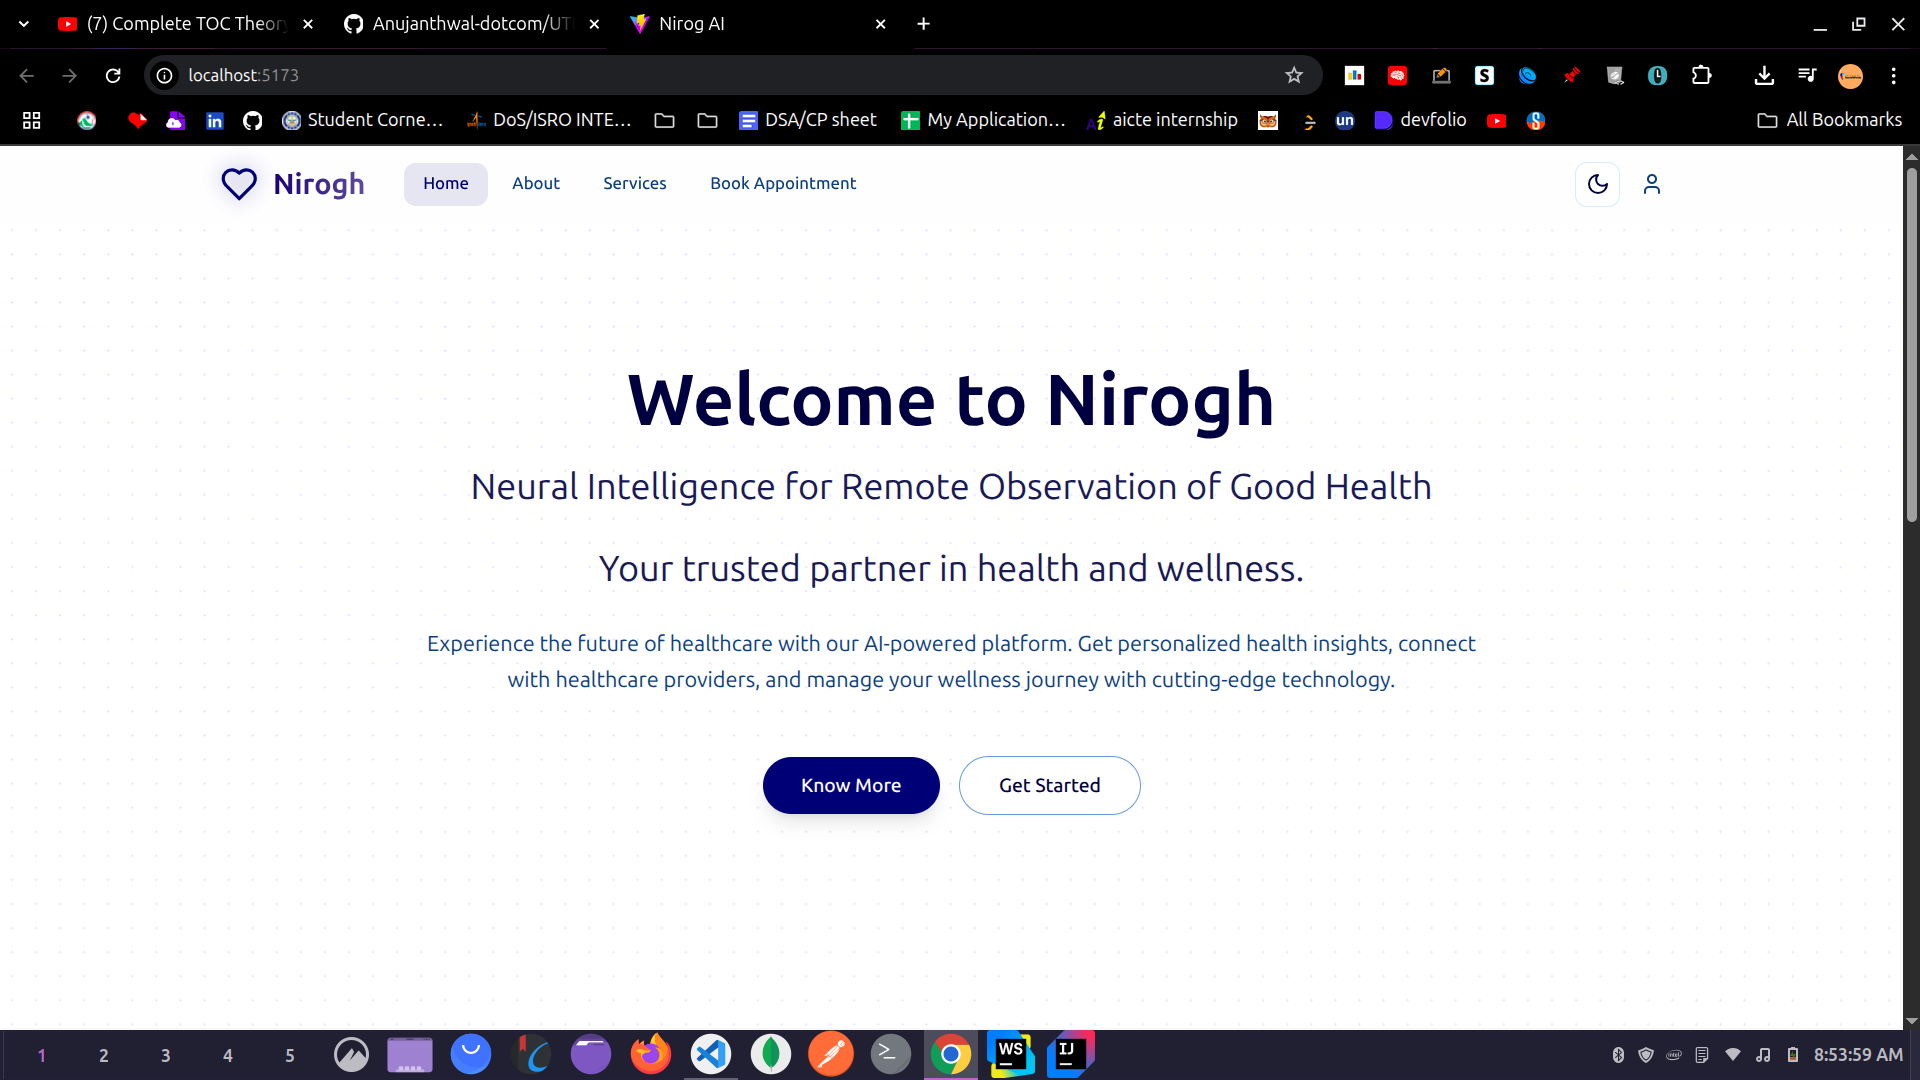 (7) Complete TOC Theory
Anujanthwal-dotcom/UT
Nirog AI
localhost:5173
Student Corne...
DoS/ISRO INTE...
DSA/CP sheet
My Application...
aicte internship
un
devfolio
All Bookmarks
Nirogh
Home
About
Services
Book Appointment
Welcome to Nirogh
Neural Intelligence for Remote Observation of Good Health
Your trusted partner in health and wellness.
Experience the future of healthcare with our AI-powered platform. Get personalized health insights, connect
with healthcare providers, and manage your wellness journey with cutting-edge technology.
Know More
Get Started
1 2 3 4 5
WS
IJ
8:53:59 AM